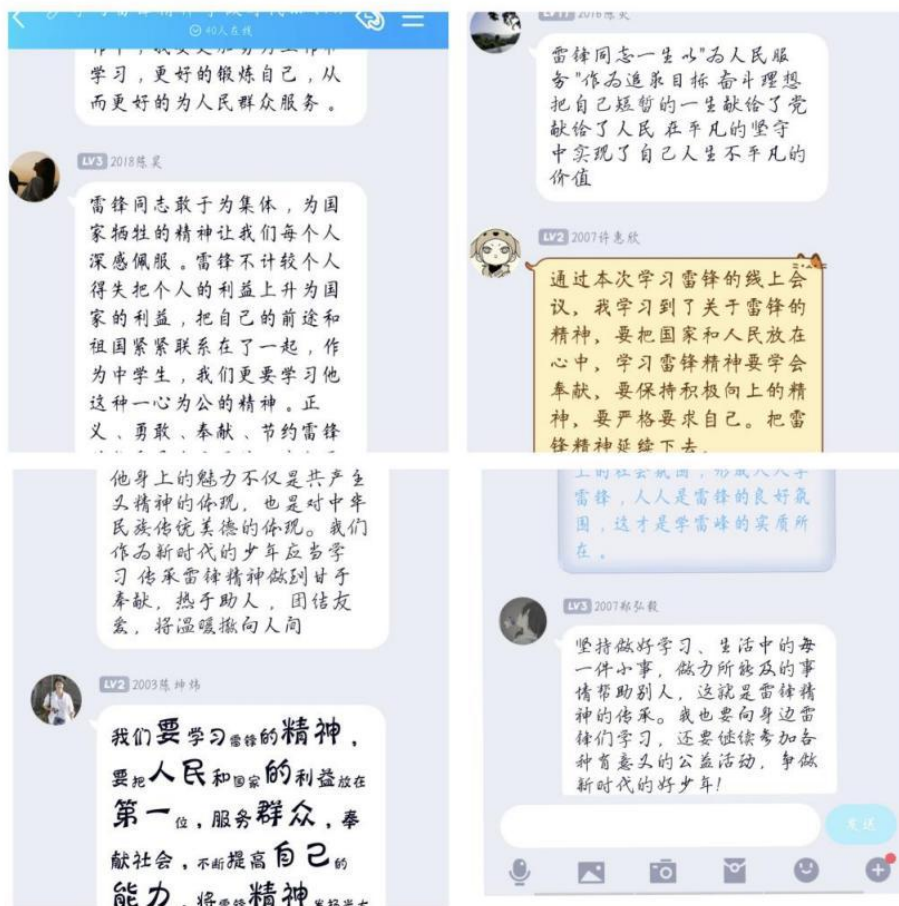 40人在线
学习，更好的锻炼自己，从
而更好的为人民群众服务。
LV3 2018陈昊
雷锋同志敢于为集体，为国
家牺牲的精神让我们每个人
深感佩服。雷锋不计较个人
得失把个人的利益上升为国
家的利益，把自己的前途和
祖国紧紧联系在了一起，作
为中学生，我们更要学习他
这种一心为公的精神。正
义、勇敢、奉献、节约雷锋
雷锋同志一生以"为人民服
务"作为追求目标 奋斗理想
把自己短暂的一生献给了党
献给了人民 在平凡的坚守
中实现了自己人生不平凡的
价值
LV2 2007许惠欣
通过本次学习雷锋的线上会
议，我学习到了关于雷锋的
精神，要把国家和人民放在
心中，学习雷锋精神要学会
奉献，要保持积极向上的精
神，要严格要求自己。把雷
锋精神延续下去。
他身上的魅力不仅是共产主
义精神的体现，也是对中华
民族传统美德的体现。我们
作为新时代的少年应当学
习 传承雷锋精神做到甘于
奉献，热于助人，团结友
爱，将温暖撒向人间
LV2 2003陈坤炜
我们要学习雷锋的精神，
要把人民和国家的利益放在
第一位，服务群众，奉
献社会，不断提高自己的
能力，将雷锋精神
上的社会氛围，形成人人学
雷锋，人人是雷锋的良好氛
围，这才是学雷峰的实质所
在。
LV3 2007郑弘毅
坚持做好学习、生活中的每
一件小事，做力所能及的事
情帮助别人，这就是雷锋精
神的传承。我也要向身边雷
锋们学习，还要继续参加各
种有意义的公益活动，争做
新时代的好少年!
发送